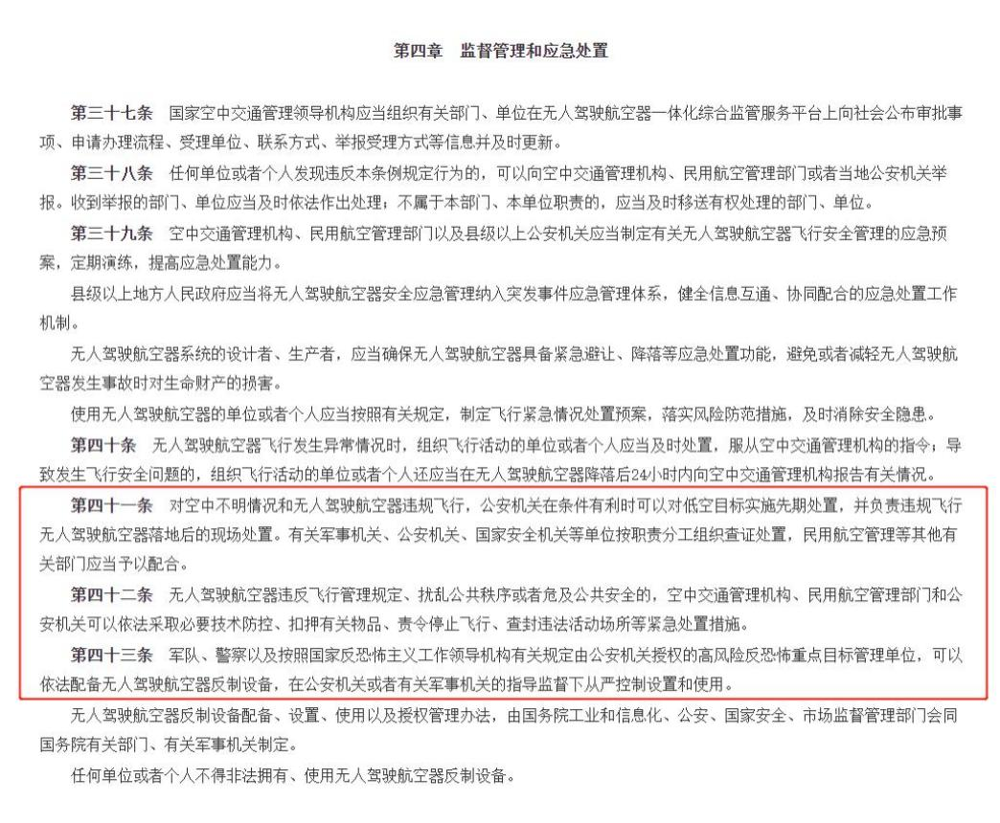 第四章　监督管理和应急处置
第三十七条　国家空中交通管理领导机构应当组织有关部门、单位在无人驾驶航空器一体化综合监管服务平台上向社会公布审批事
项、申请办理流程、受理单位、联系方式、举报受理方式等信息并及时更新。
第三十八条　任何单位或者个人发现违反本条例规定行为的，可以向空中交通管理机构、民用航空管理部门或者当地公安机关举
报。收到举报的部门、单位应当及时依法作出处理；不属于本部门、本单位职责的，应当及时移送有权处理的部门、单位。
第三十九条　空中交通管理机构、民用航空管理部门以及县级以上公安机关应当制定有关无人驾驶航空器飞行安全管理的应急预
案，定期演练，提高应急处置能力。
县级以上地方人民政府应当将无人驾驶航空器安全应急管理纳入突发事件应急管理体系，健全信息互通、协同配合的应急处置工作
机制。
无人驾驶航空器系统的设计者、生产者，应当确保无人驾驶航空器具备紧急避让、降落等应急处置功能，避免或者减轻无人驾驶航
空器发生事故时对生命财产的损害。
使用无人驾驶航空器的单位或者个人应当按照有关规定，制定飞行紧急情况处置预案，落实风险防范措施，及时消除安全隐患。
第四十条　无人驾驶航空器飞行发生异常情况时，组织飞行活动的单位或者个人应当及时处置，服从空中交通管理机构的指令；导
致发生飞行安全问题的，组织飞行活动的单位或者个人还应当在无人驾驶航空器降落后24小时内向空中交通管理机构报告有关情况。
第四十一条　对空中不明情况和无人驾驶航空器违规飞行，公安机关在条件有利时可以对低空目标实施先期处置，并负责违规飞行
无人驾驶航空器落地后的现场处置。有关军事机关、公安机关、国家安全机关等单位按职责分工组织查证处置，民用航空管理等其他有
关部门应当予以配合。
第四十二条　无人驾驶航空器违反飞行管理规定、扰乱公共秩序或者危及公共安全的，空中交通管理机构、民用航空管理部门和公
安机关可以依法采取必要技术防控、扣押有关物品、责令停止飞行、查封违法活动场所等紧急处置措施。
第四十三条　军队、警察以及按照国家反恐怖主义工作领导机构有关规定由公安机关授权的高风险反恐怖重点目标管理单位，可以
依法配备无人驾驶航空器反制设备，在公安机关或者有关军事机关的指导监督下从严控制设置和使用。
无人驾驶航空器反制设备配备、设置、使用以及授权管理办法，由国务院工业和信息化、公安、国家安全、市场监督管理部门会同
国务院有关部门、有关军事机关制定。
任何单位或者个人不得非法拥有、使用无人驾驶航空器反制设备。